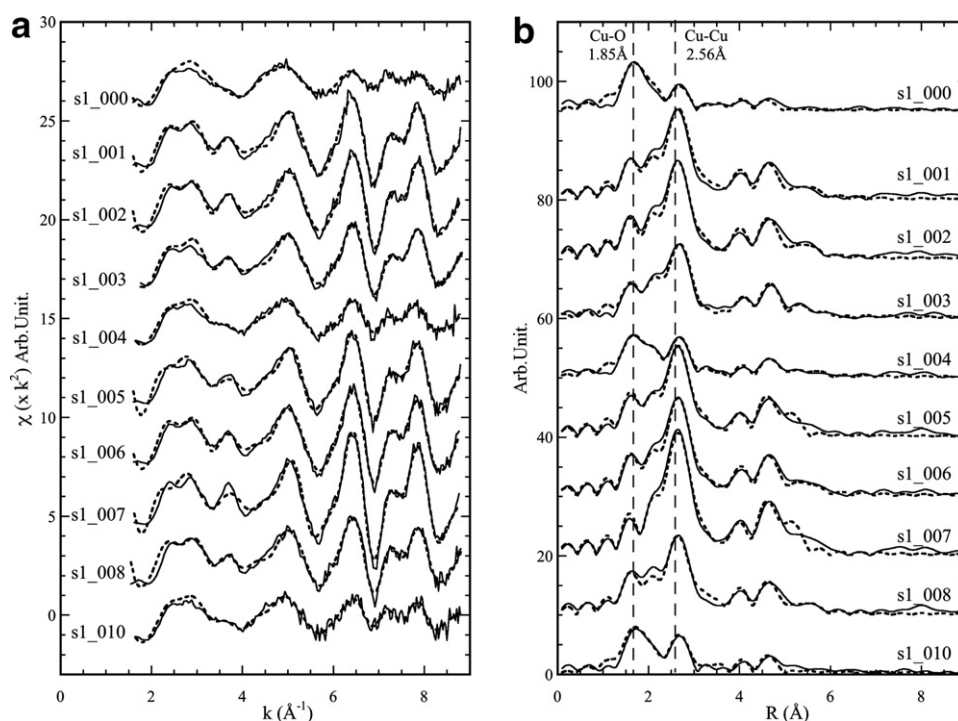 a
30
25
20
15
10
5
0
χ (x k²) Arb.Unit.
s1_000
s1_001
s1_002
s1_003
s1_004
s1_005
s1_006
s1_007
s1_008
s1_010
0 2 4 6 8
k (Å⁻¹)
b
Cu-O Cu-Cu
1.85Å 2.56Å
100
80
60
40
20
0
Arb.Unit.
s1_000
s1_001
s1_002
s1_003
s1_004
s1_005
s1_006
s1_007
s1_008
s1_010
0 2 4 6 8
R (Å)